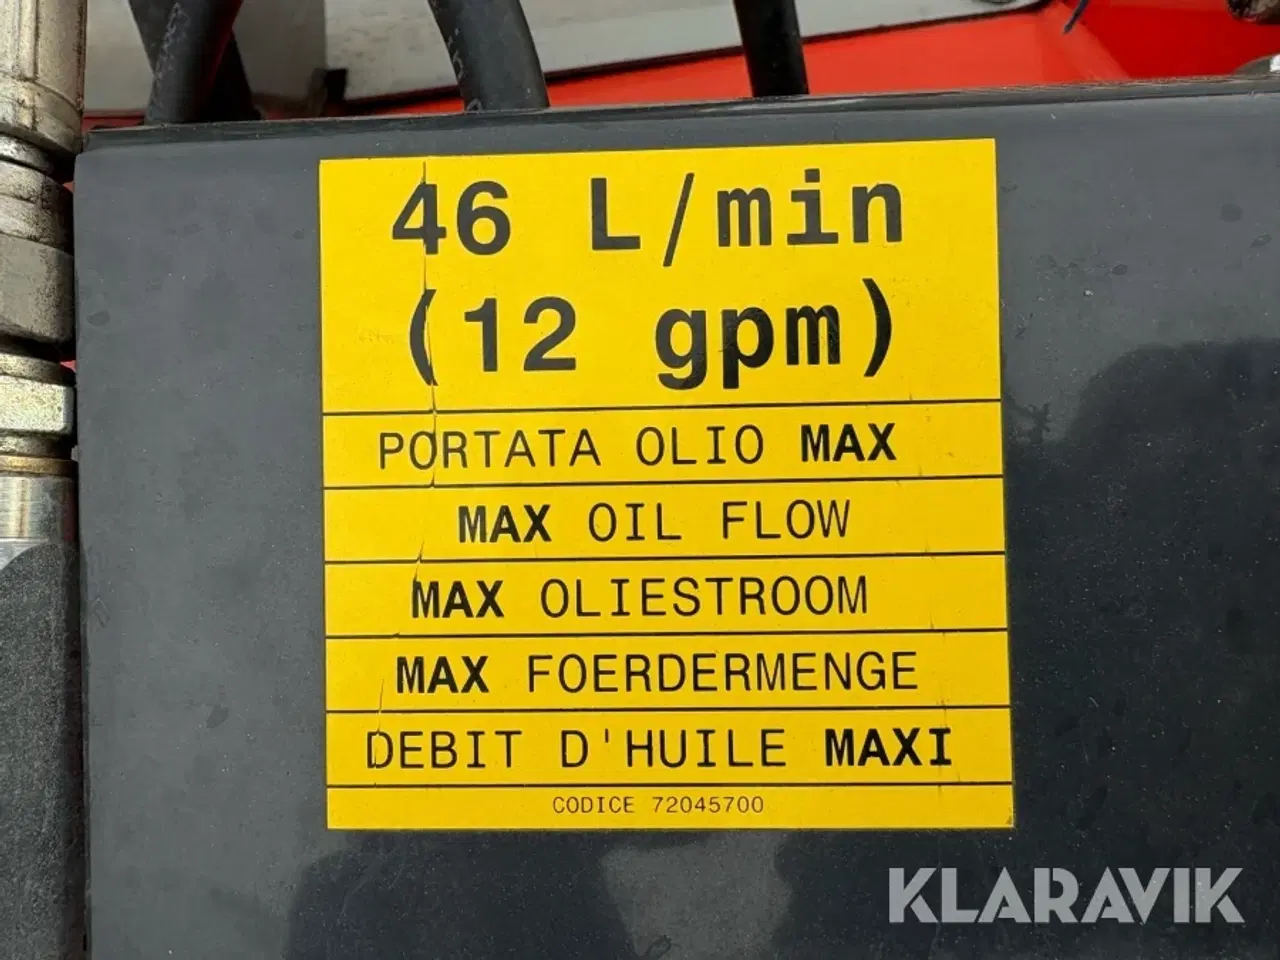 46 L/min
(12 gpm)
PORTATA OLIO MAX
MAX OIL FLOW
MAX OLIESTROOM
MAX FOERDERMENGE
DEBIT D'HUILE MAXI
CODICE 72045700
KLARAVIK